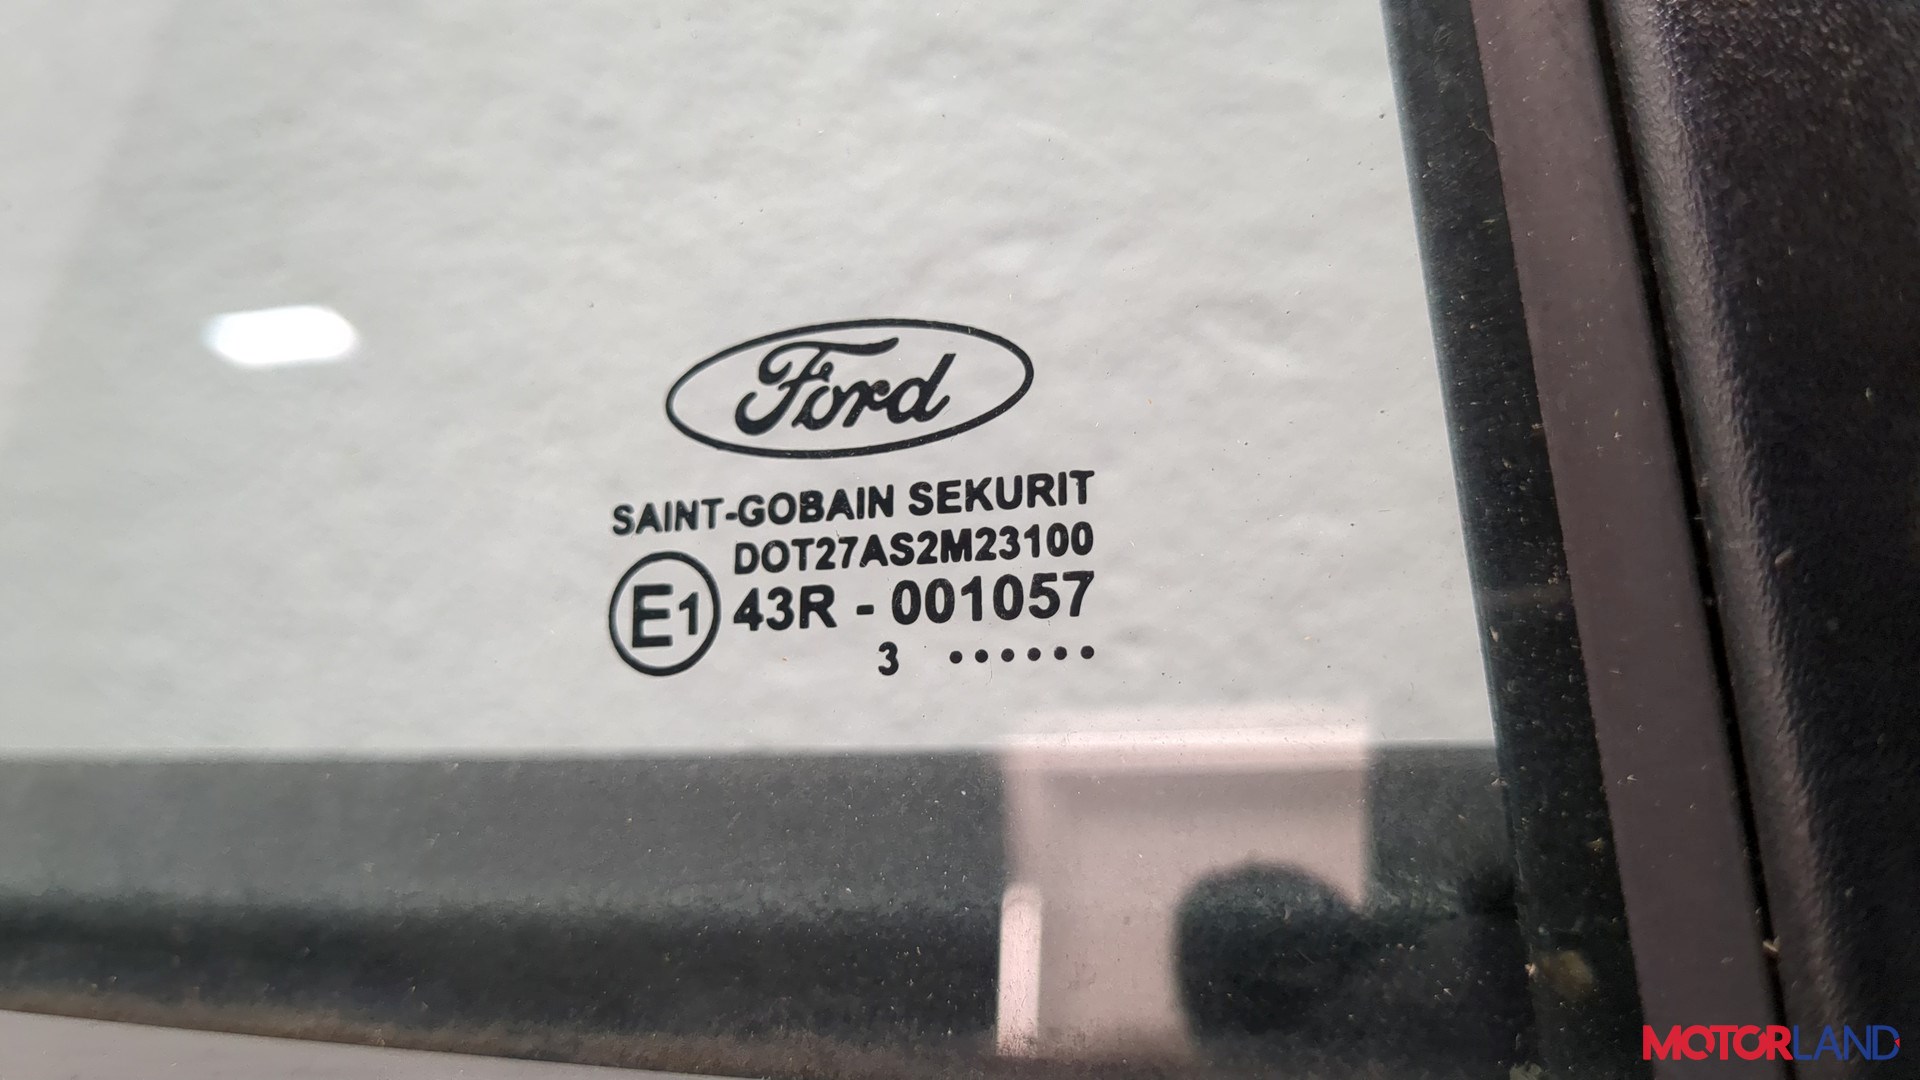 Ford
SAINT-GOBAIN SEKURIT
DOT27AS2M23100
E1 43R - 001057
3 ••••••
MOTORLAND